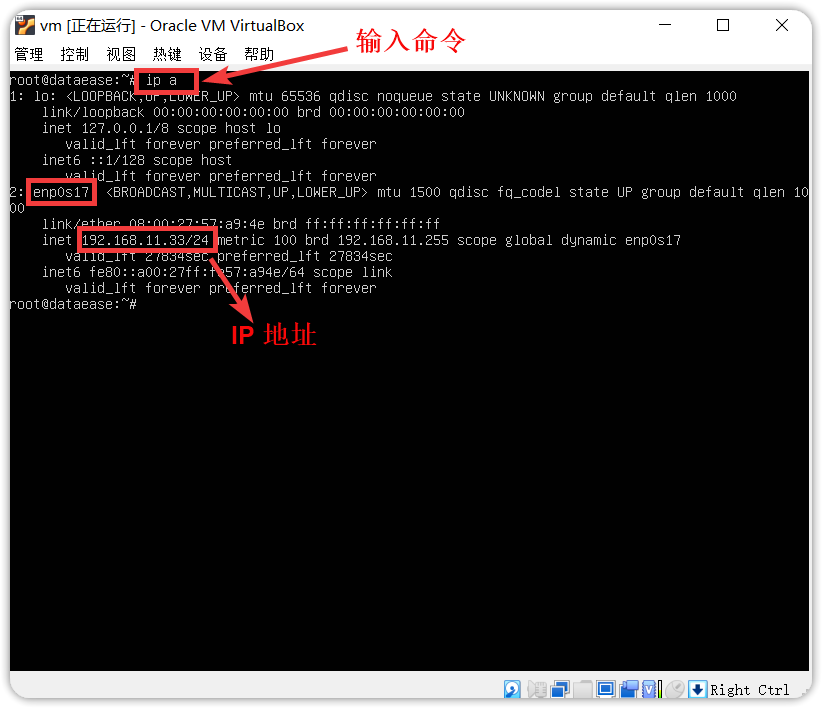 vm [正在运行] - Oracle VM VirtualBox
管理 控制 视图 热键 设备 帮助
输入命令
root@dataease:~# ip a
1: lo: <LOOPBACK,UP,LOWER_UP> mtu 65536 qdisc noqueue state UNKNOWN group default qlen 1000
link/loopback 00:00:00:00:00:00 brd 00:00:00:00:00:00
inet 127.0.0.1/8 scope host lo
valid_lft forever preferred_lft forever
inet6 ::1/128 scope host
valid_lft forever preferred_lft forever
2: enp0s17: <BROADCAST,MULTICAST,UP,LOWER_UP> mtu 1500 qdisc fq_codel state UP group default qlen 10
00
link/ether 08:00:27:57:a9:4e brd ff:ff:ff:ff:ff:ff
inet 192.168.11.33/24 metric 100 brd 192.168.11.255 scope global dynamic enp0s17
valid_lft 27834sec preferred_lft 27834sec
inet6 fe80::a00:27ff:fe57:a94e/64 scope link
valid_lft forever preferred_lft forever
root@dataease:~#
IP 地址
Right Ctrl